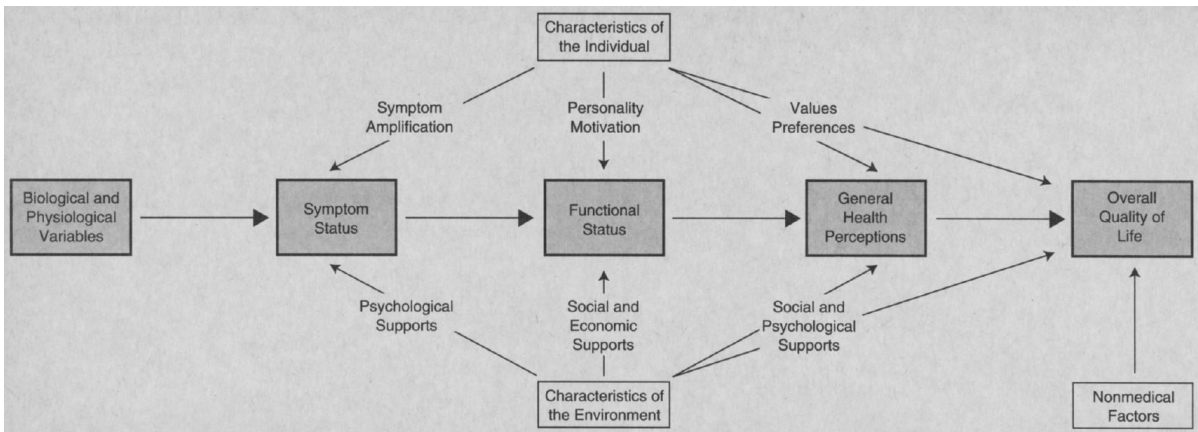 Characteristics of
the Individual
Symptom
Amplification
Personality
Motivation
Values
Preferences
Biological and
Physiological
Variables
Symptom
Status
Functional
Status
General
Health
Perceptions
Overall
Quality of
Life
Psychological
Supports
Social and
Economic
Supports
Social and
Psychological
Supports
Characteristics of
the Environment
Nonmedical
Factors